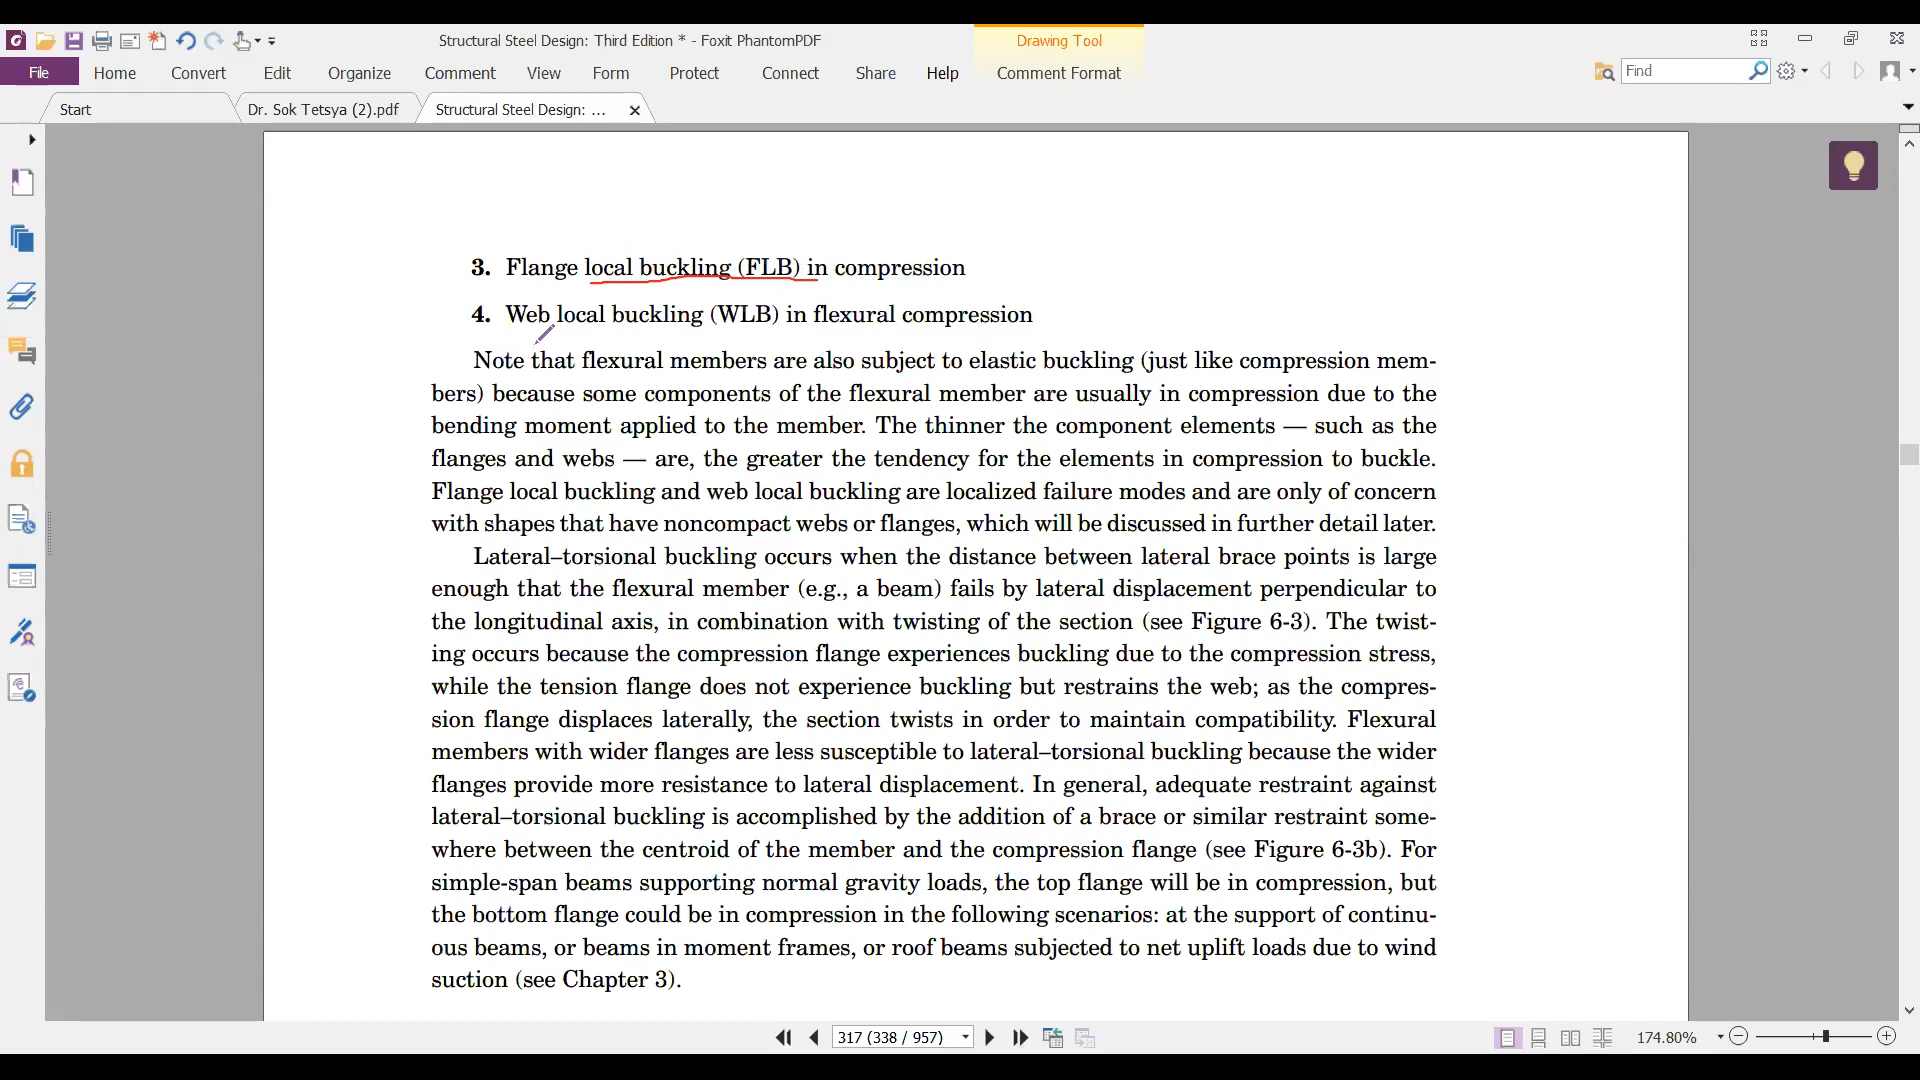 Structural Steel Design: Third Edition * - Foxit PhantomPDF
Drawing Tool
File Home Convert Edit Organize Comment View Form Protect Connect Share Help Comment Format
Find
Start
Dr. Sok Tetsya (2).pdf
Structural Steel Design: ...
3. Flange local buckling (FLB) in compression
4. Web local buckling (WLB) in flexural compression
Note that flexural members are also subject to elastic buckling (just like compression mem-
bers) because some components of the flexural member are usually in compression due to the
bending moment applied to the member. The thinner the component elements — such as the
flanges and webs — are, the greater the tendency for the elements in compression to buckle.
Flange local buckling and web local buckling are localized failure modes and are only of concern
with shapes that have noncompact webs or flanges, which will be discussed in further detail later.
Lateral–torsional buckling occurs when the distance between lateral brace points is large
enough that the flexural member (e.g., a beam) fails by lateral displacement perpendicular to
the longitudinal axis, in combination with twisting of the section (see Figure 6-3). The twist-
ing occurs because the compression flange experiences buckling due to the compression stress,
while the tension flange does not experience buckling but restrains the web; as the compres-
sion flange displaces laterally, the section twists in order to maintain compatibility. Flexural
members with wider flanges are less susceptible to lateral–torsional buckling because the wider
flanges provide more resistance to lateral displacement. In general, adequate restraint against
lateral–torsional buckling is accomplished by the addition of a brace or similar restraint some-
where between the centroid of the member and the compression flange (see Figure 6-3b). For
simple-span beams supporting normal gravity loads, the top flange will be in compression, but
the bottom flange could be in compression in the following scenarios: at the support of continu-
ous beams, or beams in moment frames, or roof beams subjected to net uplift loads due to wind
suction (see Chapter 3).
317 (338 / 957)
174.80%